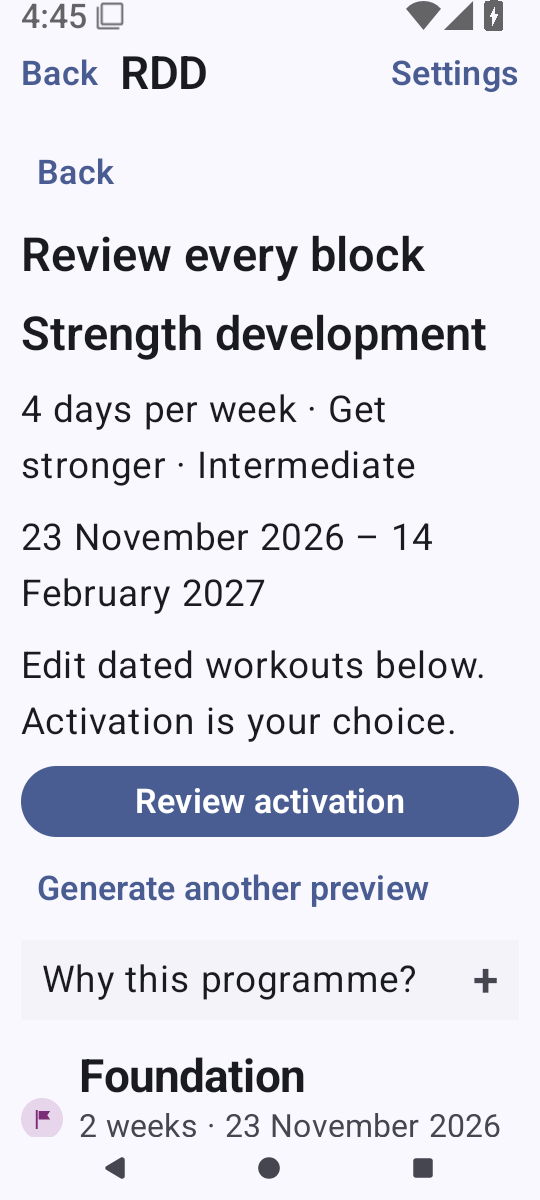 4:45
Back RDD Settings
Back
Review every block
Strength development
4 days per week · Get
stronger · Intermediate
23 November 2026 – 14
February 2027
Edit dated workouts below.
Activation is your choice.
Review activation
Generate another preview
Why this programme? +
Foundation
2 weeks · 23 November 2026